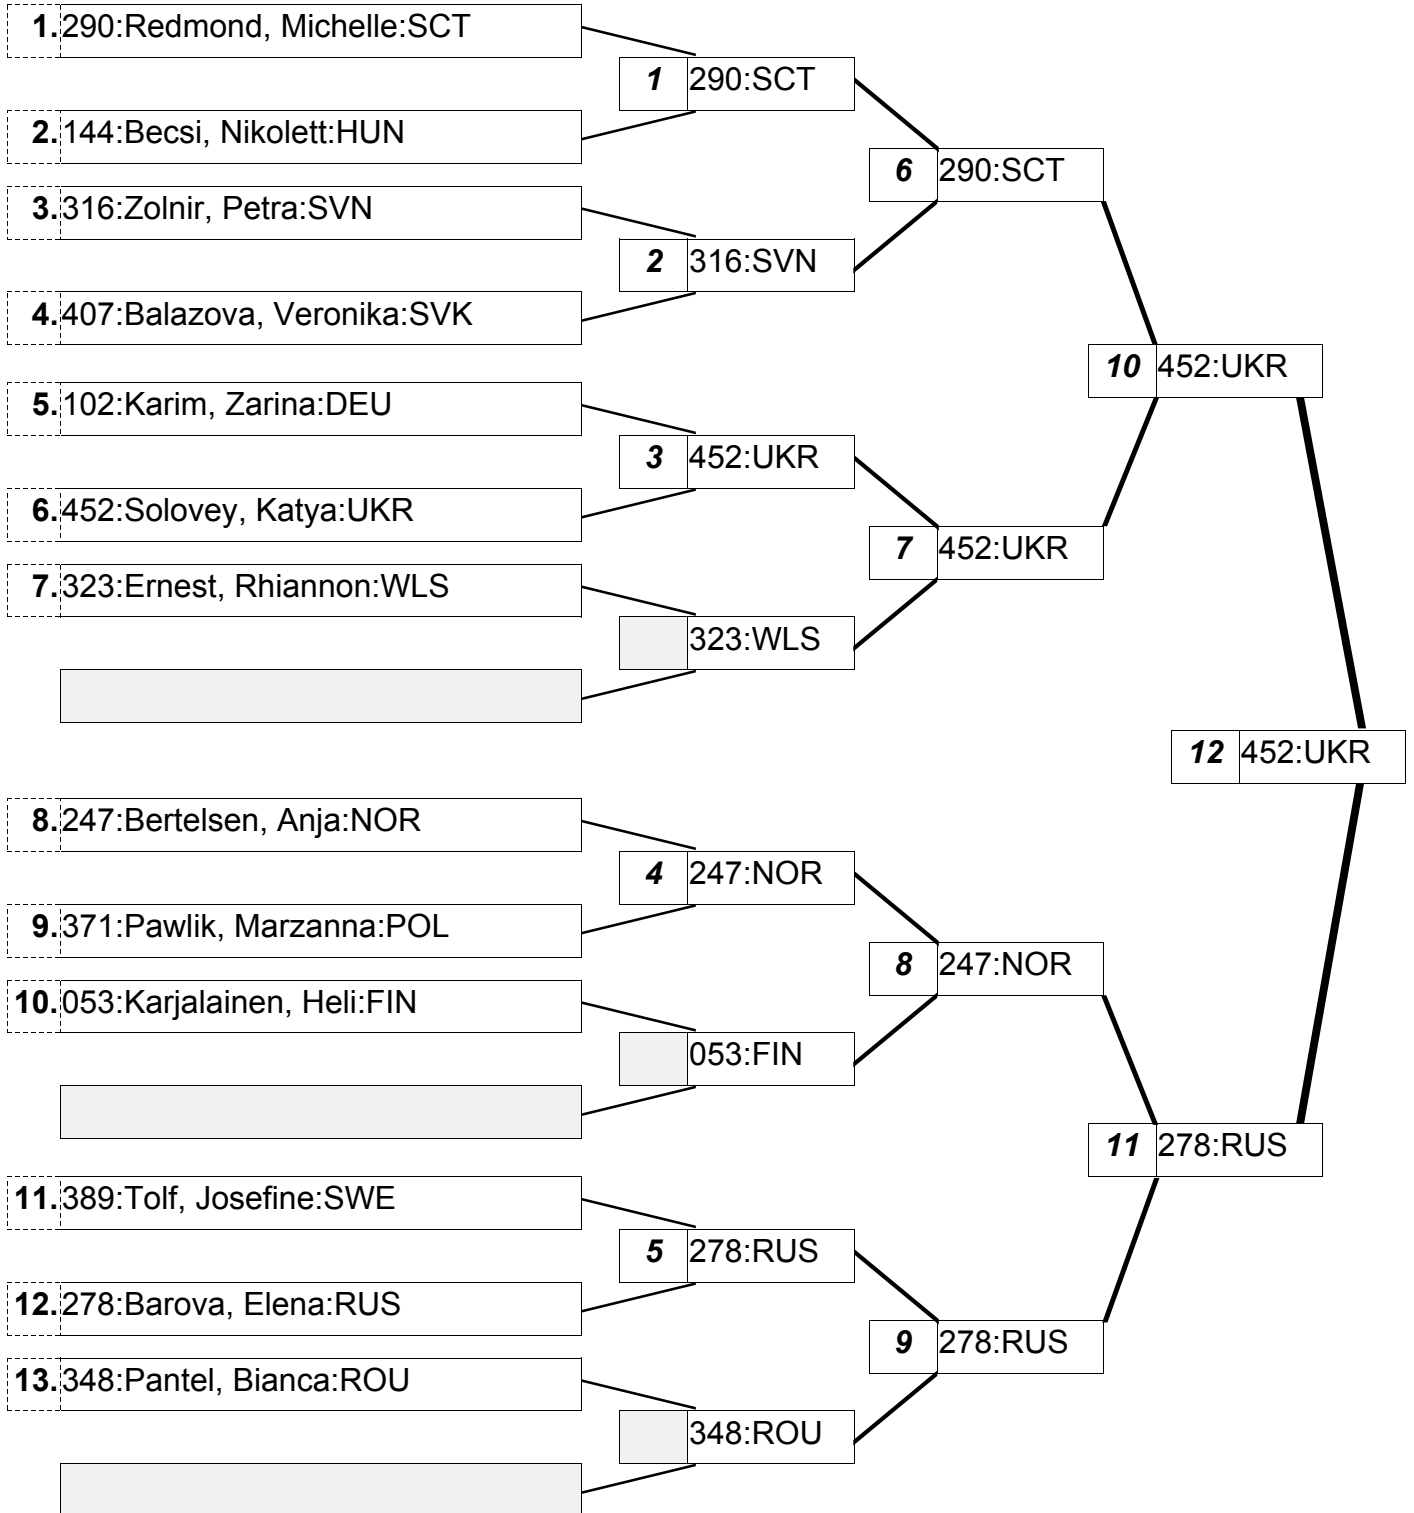 1. 290:Redmond, Michelle:SCT
1 290:SCT
2. 144:Becsi, Nikolett:HUN
6 290:SCT
3. 316:Zolnir, Petra:SVN
2 316:SVN
4. 407:Balazova, Veronika:SVK
10 452:UKR
5. 102:Karim, Zarina:DEU
3 452:UKR
6. 452:Solovey, Katya:UKR
7 452:UKR
7. 323:Ernest, Rhiannon:WLS
323:WLS
12 452:UKR
8. 247:Bertelsen, Anja:NOR
4 247:NOR
9. 371:Pawlik, Marzanna:POL
8 247:NOR
10. 053:Karjalainen, Heli:FIN
053:FIN
11 278:RUS
11. 389:Tolf, Josefine:SWE
5 278:RUS
12. 278:Barova, Elena:RUS
9 278:RUS
13. 348:Pantel, Bianca:ROU
348:ROU